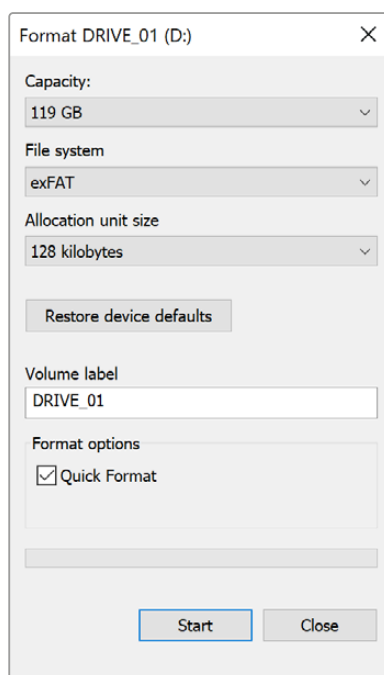 Format DRIVE_01 (D:)
Capacity:
119 GB
File system
exFAT
Allocation unit size
128 kilobytes
Restore device defaults
Volume label
DRIVE_01
Format options
Quick Format
Start Close